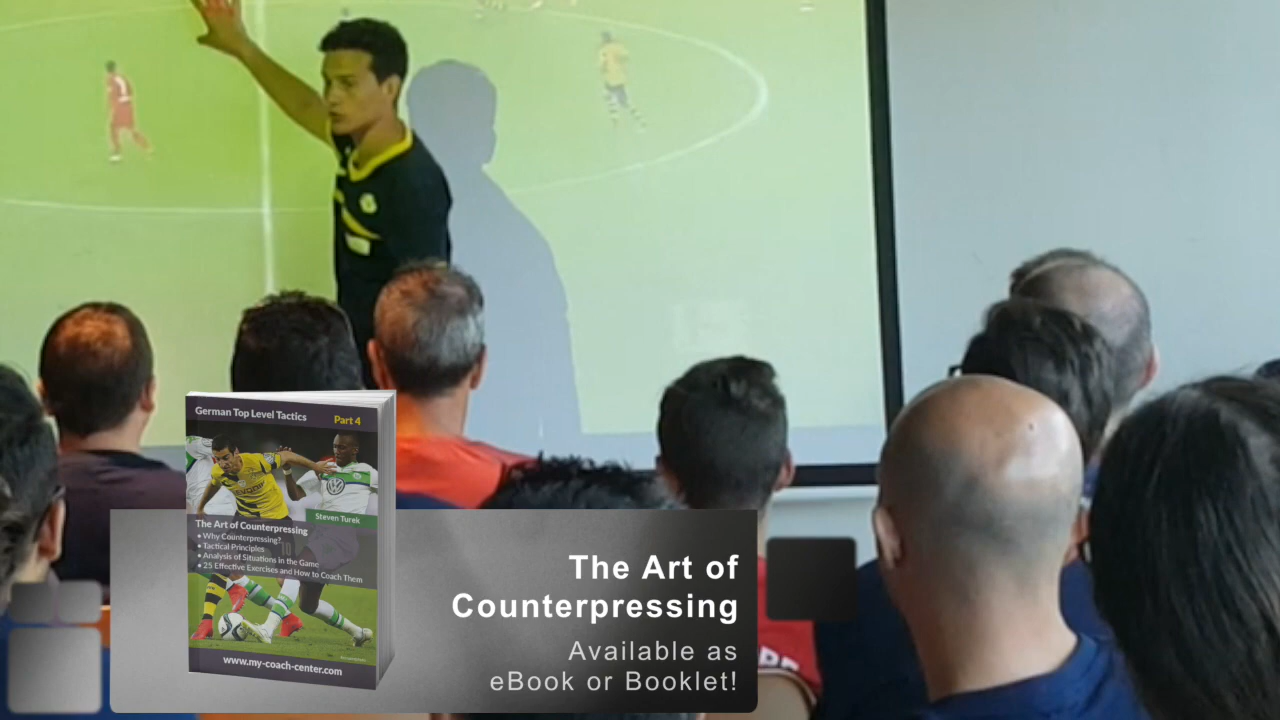 German Top Level Tactics
Part 4
Steven Turek
The Art of Counterpressing
• Why Counterpressing?
• Tactical Principles
• Analysis of Situations in the Game
• 25 Effective Exercises and How to Coach Them
www.my-coach-center.com
The Art of
Counterpressing
Available as
eBook or Booklet!